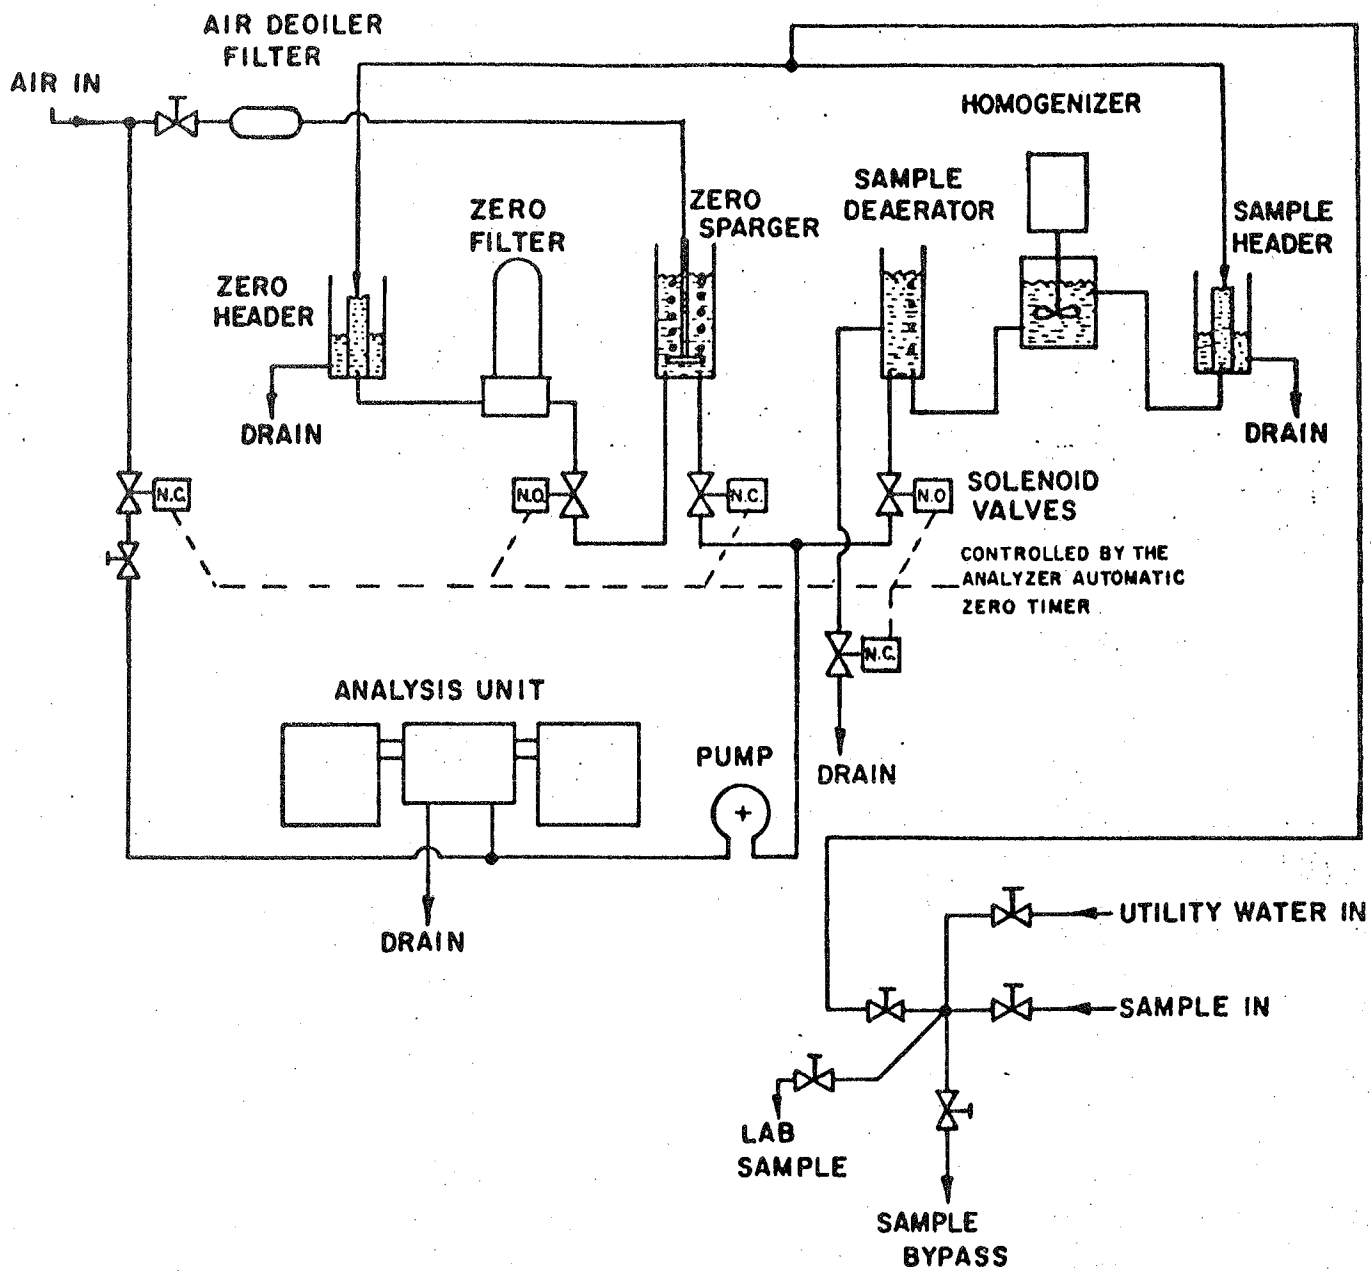 AIR DEOILER
FILTER
AIR IN
HOMOGENIZER
ZERO
FILTER
ZERO
SPARGER
SAMPLE
DEAERATOR
SAMPLE
HEADER
ZERO
HEADER
DRAIN
DRAIN
N.C.
N.O.
N.C.
N.O
SOLENOID
VALVES
CONTROLLED BY THE
ANALYZER AUTOMATIC
ZERO TIMER
N.C.
ANALYSIS UNIT
PUMP
+
DRAIN
DRAIN
UTILITY WATER IN
SAMPLE IN
LAB
SAMPLE
SAMPLE
BYPASS